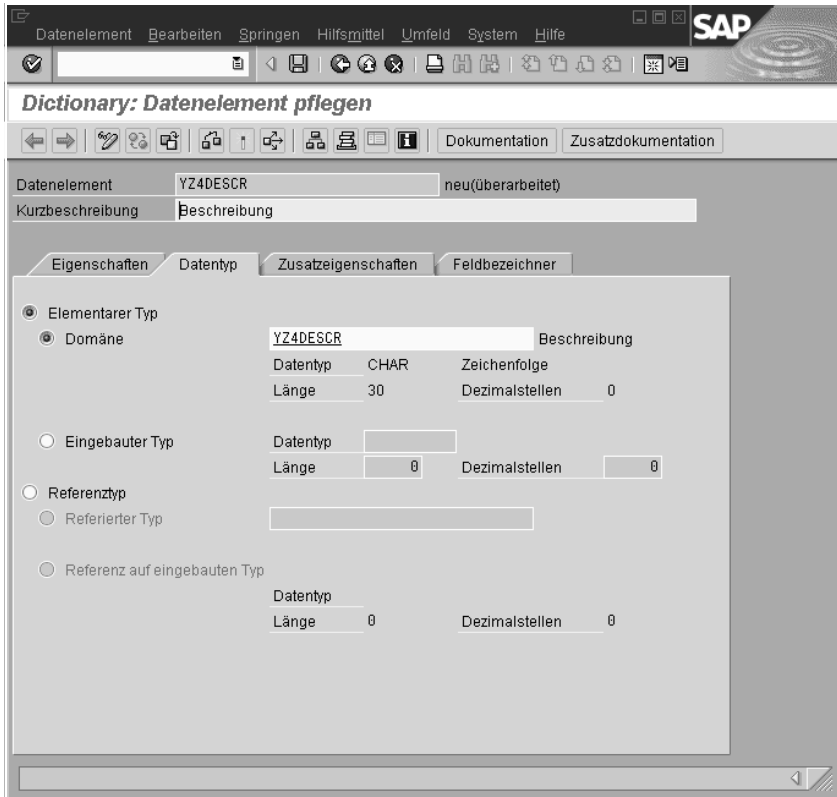 Datenelement Bearbeiten Springen Hilfsmittel Umfeld System Hilfe
SAP
Dictionary: Datenelement pflegen
Dokumentation Zusatzdokumentation
Datenelement YZ4DESCR neu(überarbeitet)
Kurzbeschreibung Beschreibung
Eigenschaften Datentyp Zusatzeigenschaften Feldbezeichner
Elementarer Typ
Domäne YZ4DESCR Beschreibung
Datentyp CHAR Zeichenfolge
Länge 30 Dezimalstellen 0
Eingebauter Typ Datentyp
Länge 0 Dezimalstellen 0
Referenztyp
Referierter Typ
Referenz auf eingebauten Typ
Datentyp
Länge 0 Dezimalstellen 0